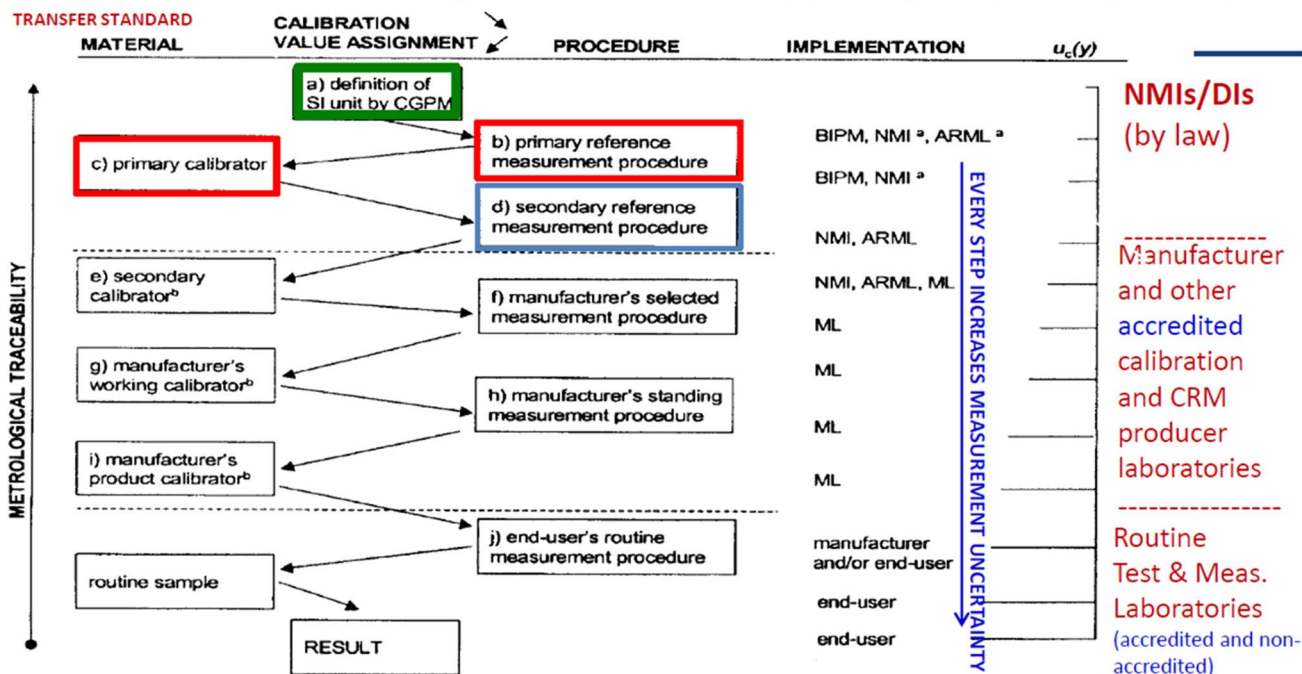 TRANSFER STANDARD
MATERIAL
CALIBRATION
VALUE ASSIGNMENT
PROCEDURE
IMPLEMENTATION
uc(y)
a) definition of
SI unit by CGPM
b) primary reference
measurement procedure
c) primary calibrator
d) secondary reference
measurement procedure
e) secondary
calibratorᵇ
f) manufacturer's selected
measurement procedure
g) manufacturer's
working calibratorᵇ
h) manufacturer's standing
measurement procedure
i) manufacturer's
product calibratorᵇ
j) end-user's routine
measurement procedure
routine sample
RESULT
METROLOGICAL TRACEABILITY
BIPM, NMI ᵃ, ARML ᵃ
BIPM, NMI ᵃ
NMI, ARML
NMI, ARML, ML
ML
ML
ML
ML
manufacturer
and/or end-user
end-user
end-user
EVERY STEP INCREASES MEASUREMENT UNCERTAINTY
NMIs/DIs
(by law)
Manufacturer
and other
accredited
calibration
and CRM
producer
laboratories
Routine
Test & Meas.
Laboratories
(accredited and non-
accredited)